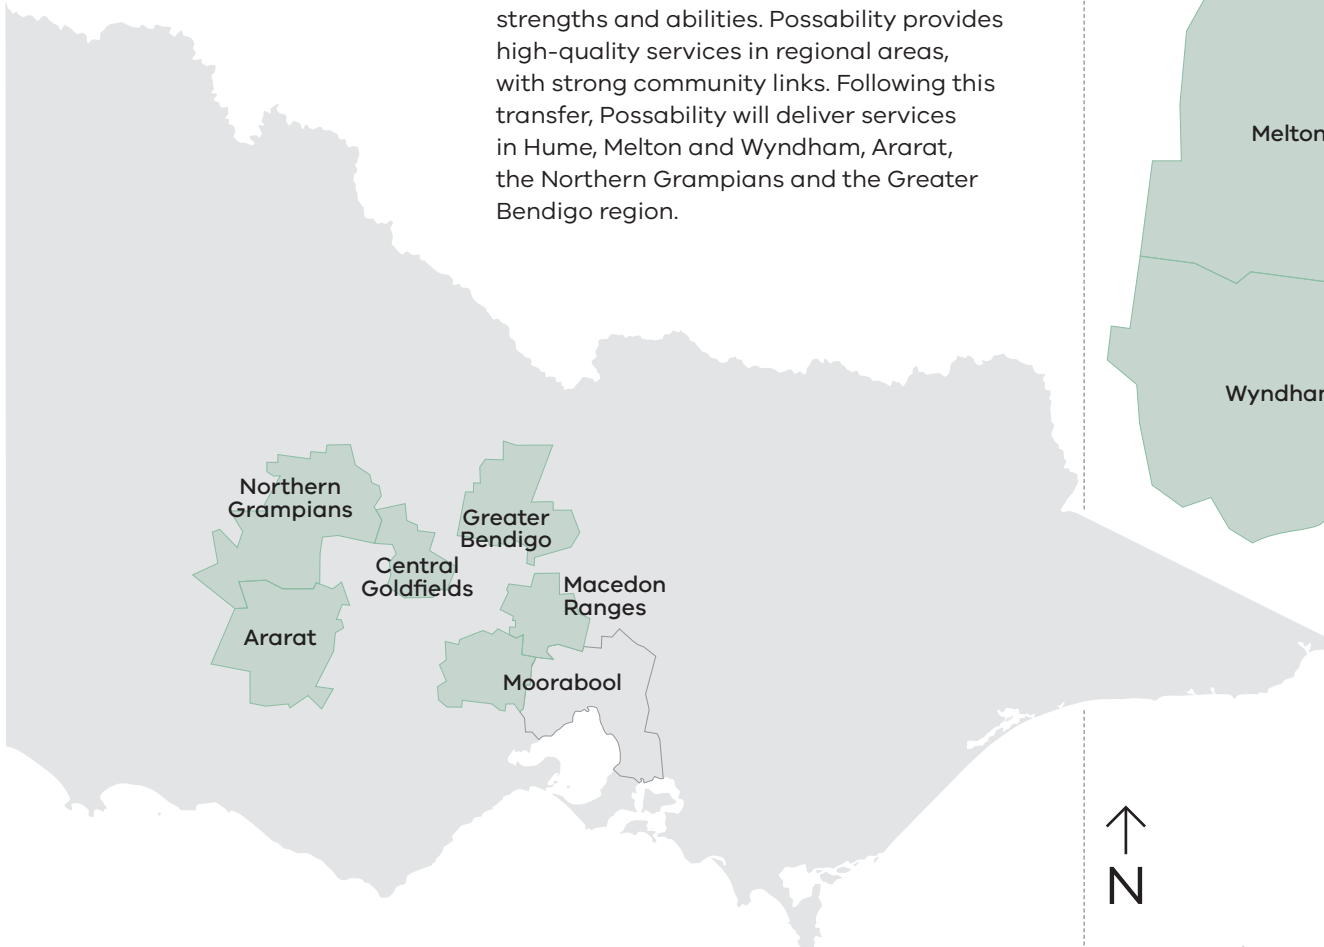 strengths and abilities. Possability provides
high-quality services in regional areas,
with strong community links. Following this
transfer, Possability will deliver services
in Hume, Melton and Wyndham, Ararat,
the Northern Grampians and the Greater
Bendigo region.
Melton
Wyndham
Northern
Grampians
Greater
Bendigo
Central
Goldfields
Macedon
Ranges
Ararat
Moorabool
N